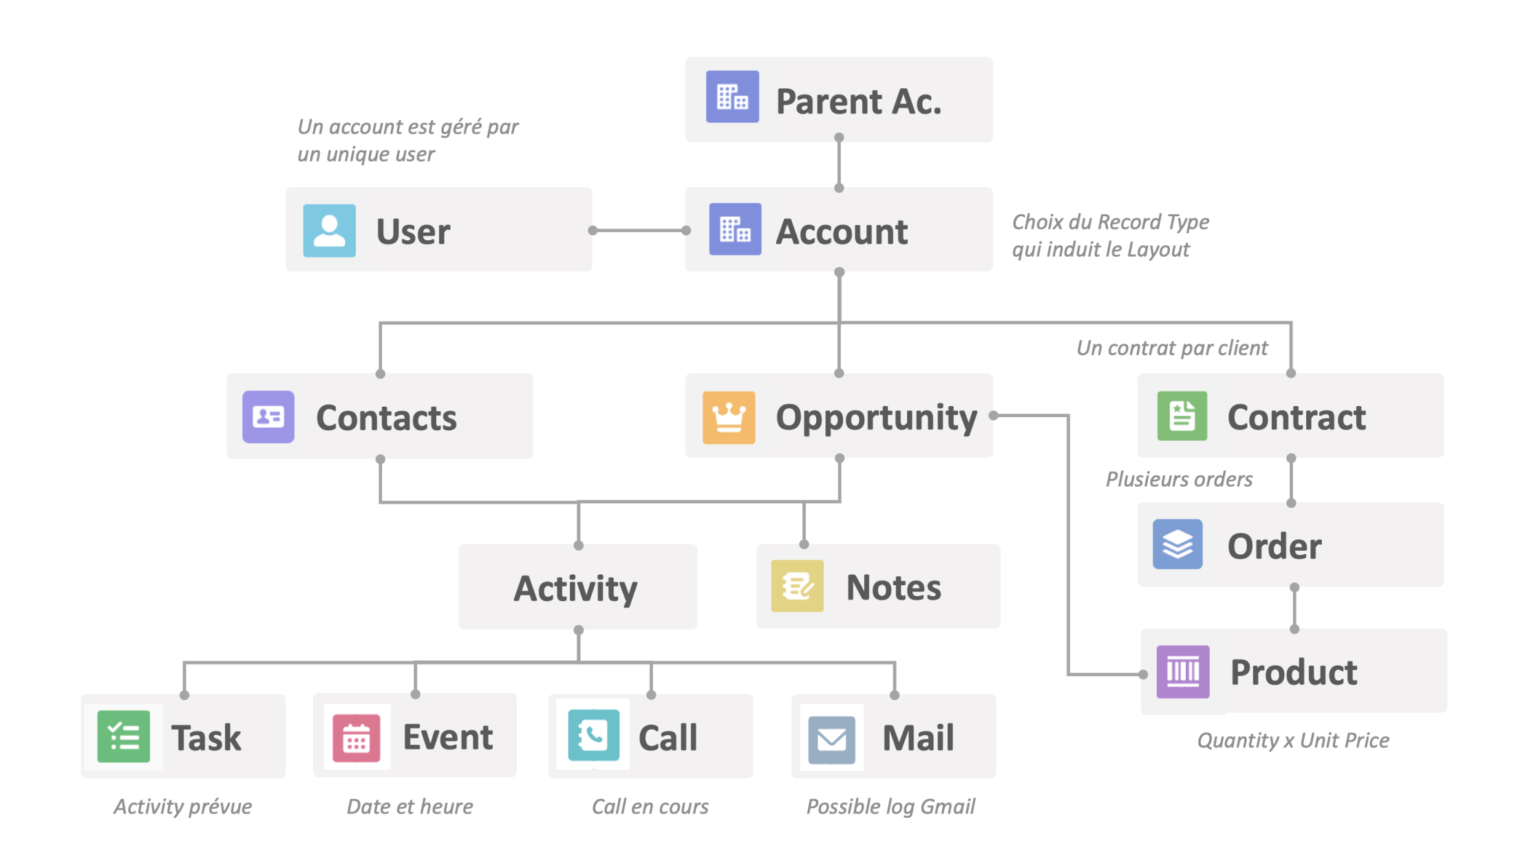 Parent Ac.
Un account est géré par
un unique user
User
Account
Choix du Record Type
qui induit le Layout
Un contrat par client
Contacts
Opportunity
Contract
Plusieurs orders
Order
Activity
Notes
Product
Quantity x Unit Price
Task
Event
Call
Mail
Activity prévue
Date et heure
Call en cours
Possible log Gmail